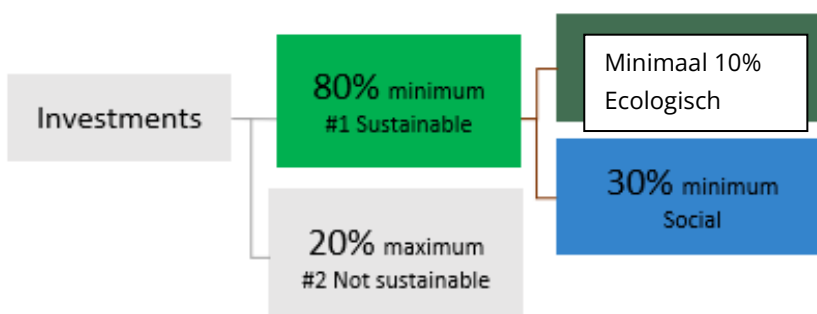 Investments
80% minimum
#1 Sustainable
20% maximum
#2 Not sustainable
Minimaal 10%
Ecologisch
30% minimum
Social